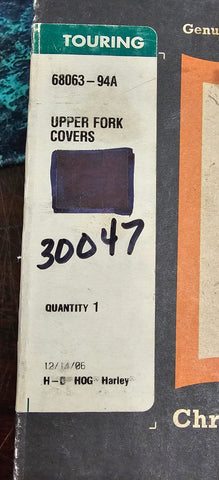 TOURING
68063-94A
UPPER FORK
COVERS
30047
QUANTITY 1
12/14/06
H-D HOG Harley
Genu
Chr